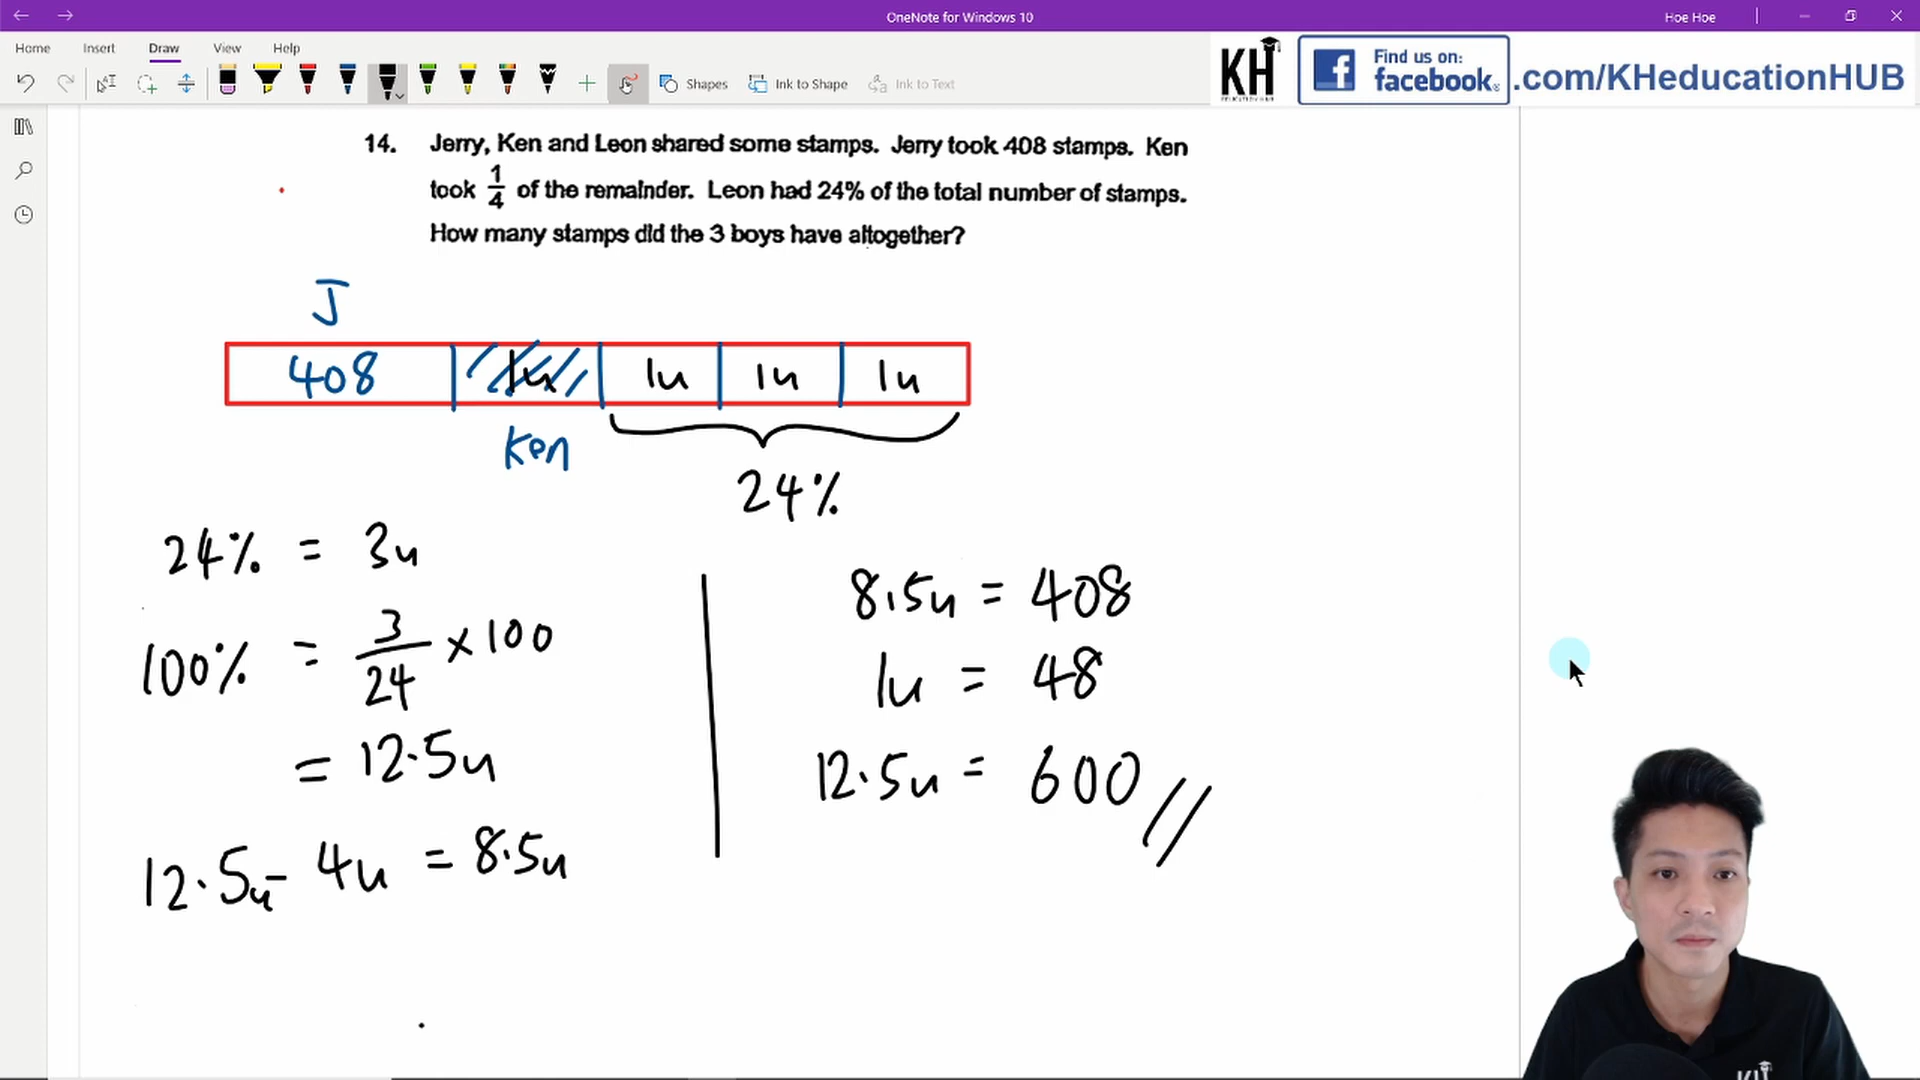 OneNote for Windows 10
Hoe Hoe
Home Insert Draw View Help
Shapes Ink to Shape Ink to Text
KH
Find us on:
facebook.com/KHeducationHUB
14. Jerry, Ken and Leon shared some stamps. Jerry took 408 stamps. Ken
took 1/4 of the remainder. Leon had 24% of the total number of stamps.
How many stamps did the 3 boys have altogether?
J
408 1u 1u 1u 1u
Ken
24%
24% = 3u
100% = 3/24 × 100
= 12.5u
12.5u - 4u = 8.5u
8.5u = 408
1u = 48
12.5u = 600
KH